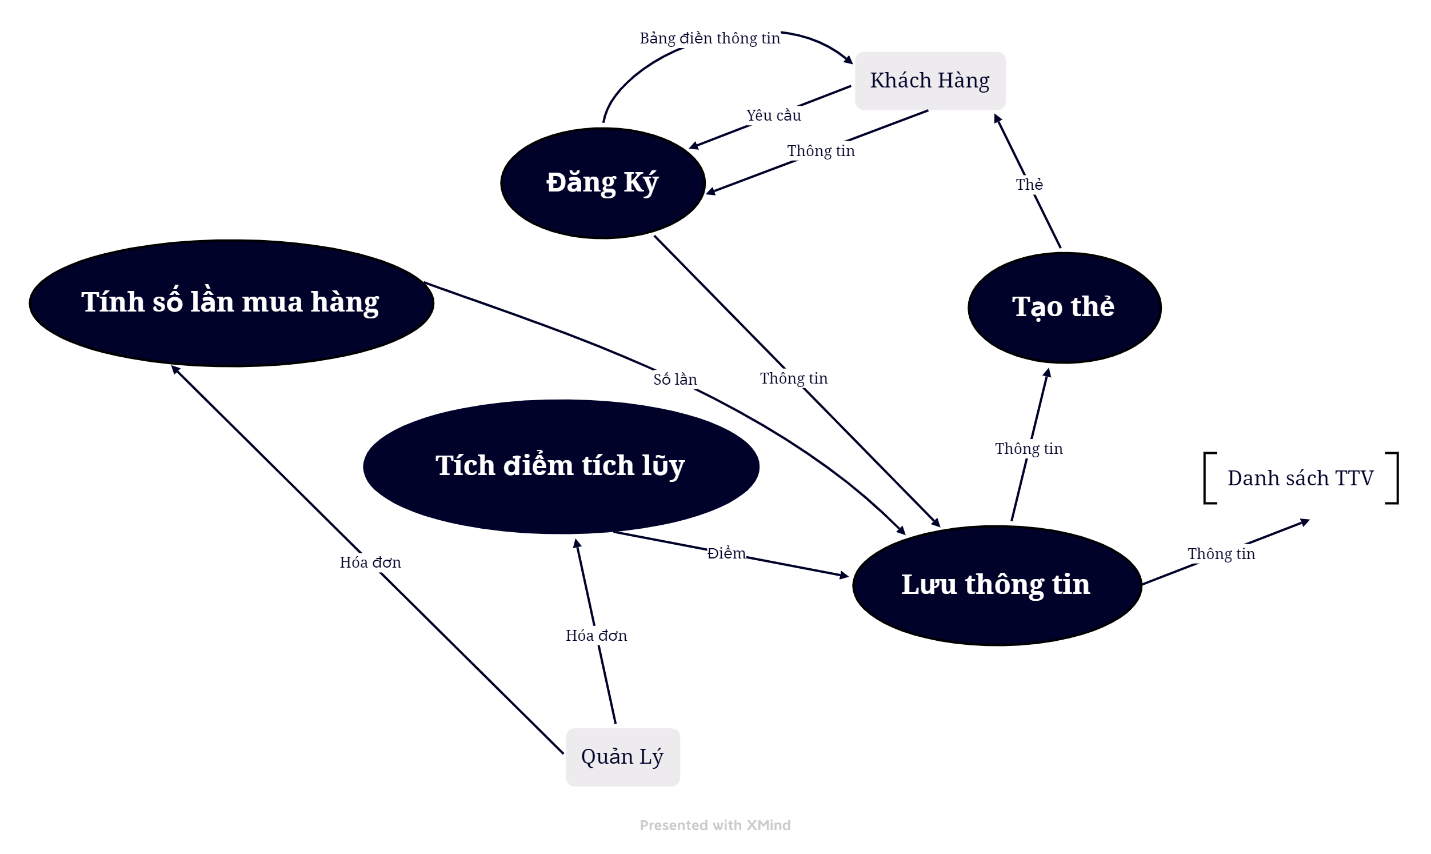 Bảng điền thông tin
Khách Hàng
Yêu cầu
Thông tin
Đăng Ký
Thẻ
Tính số lần mua hàng
Tạo thẻ
Số lần
Thông tin
Thông tin
Tích điểm tích lũy
Danh sách TTV
Điểm
Thông tin
Hóa đơn
Lưu thông tin
Hóa đơn
Quản Lý
Presented with XMind